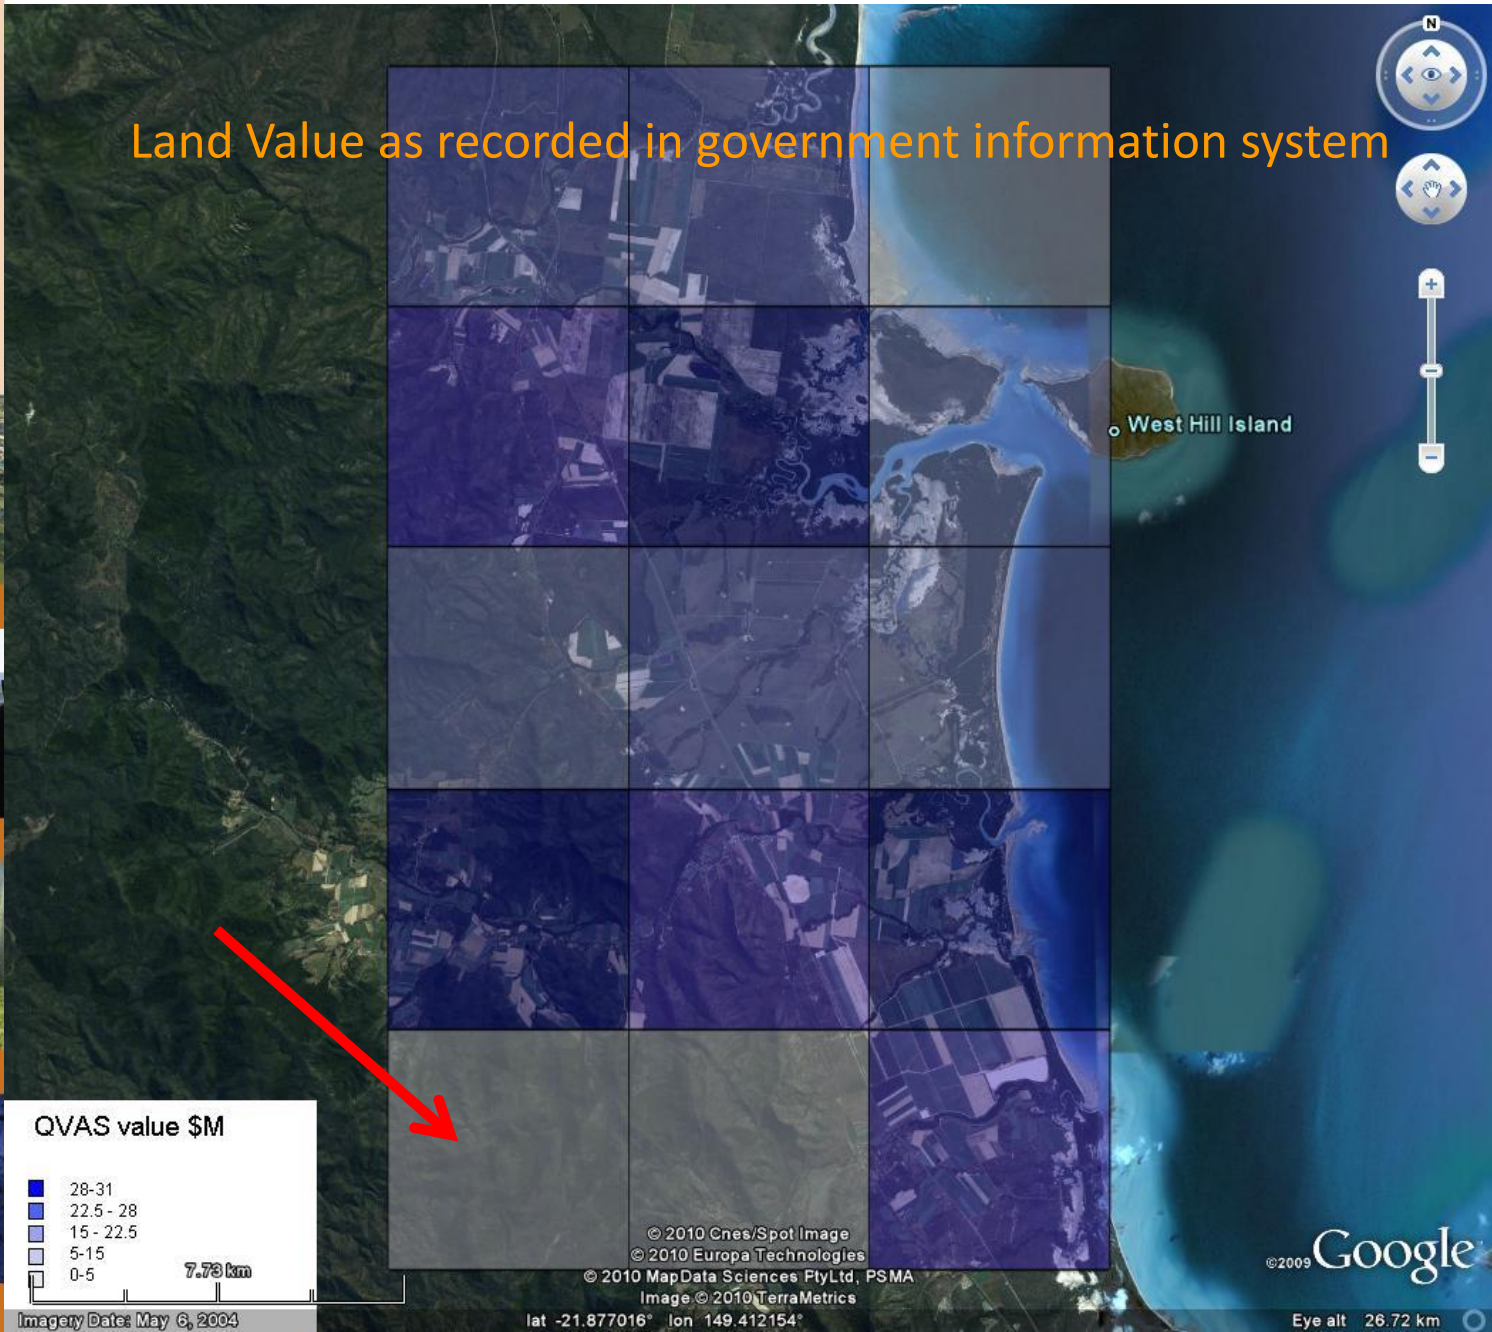 N
Land Value as recorded in government information system
West Hill Island
QVAS value $M
28-31
22.5 - 28
15 - 22.5
5-15
0-5
7.73 km
© 2010 Cnes/Spot Image
© 2010 Europa Technologies
© 2010 MapData Sciences PtyLtd, PSMA
Image © 2010 TerraMetrics
©2009 Google
Imagery Date: May 6, 2004
lat -21.877016° lon 149.412154°
Eye alt 26.72 km